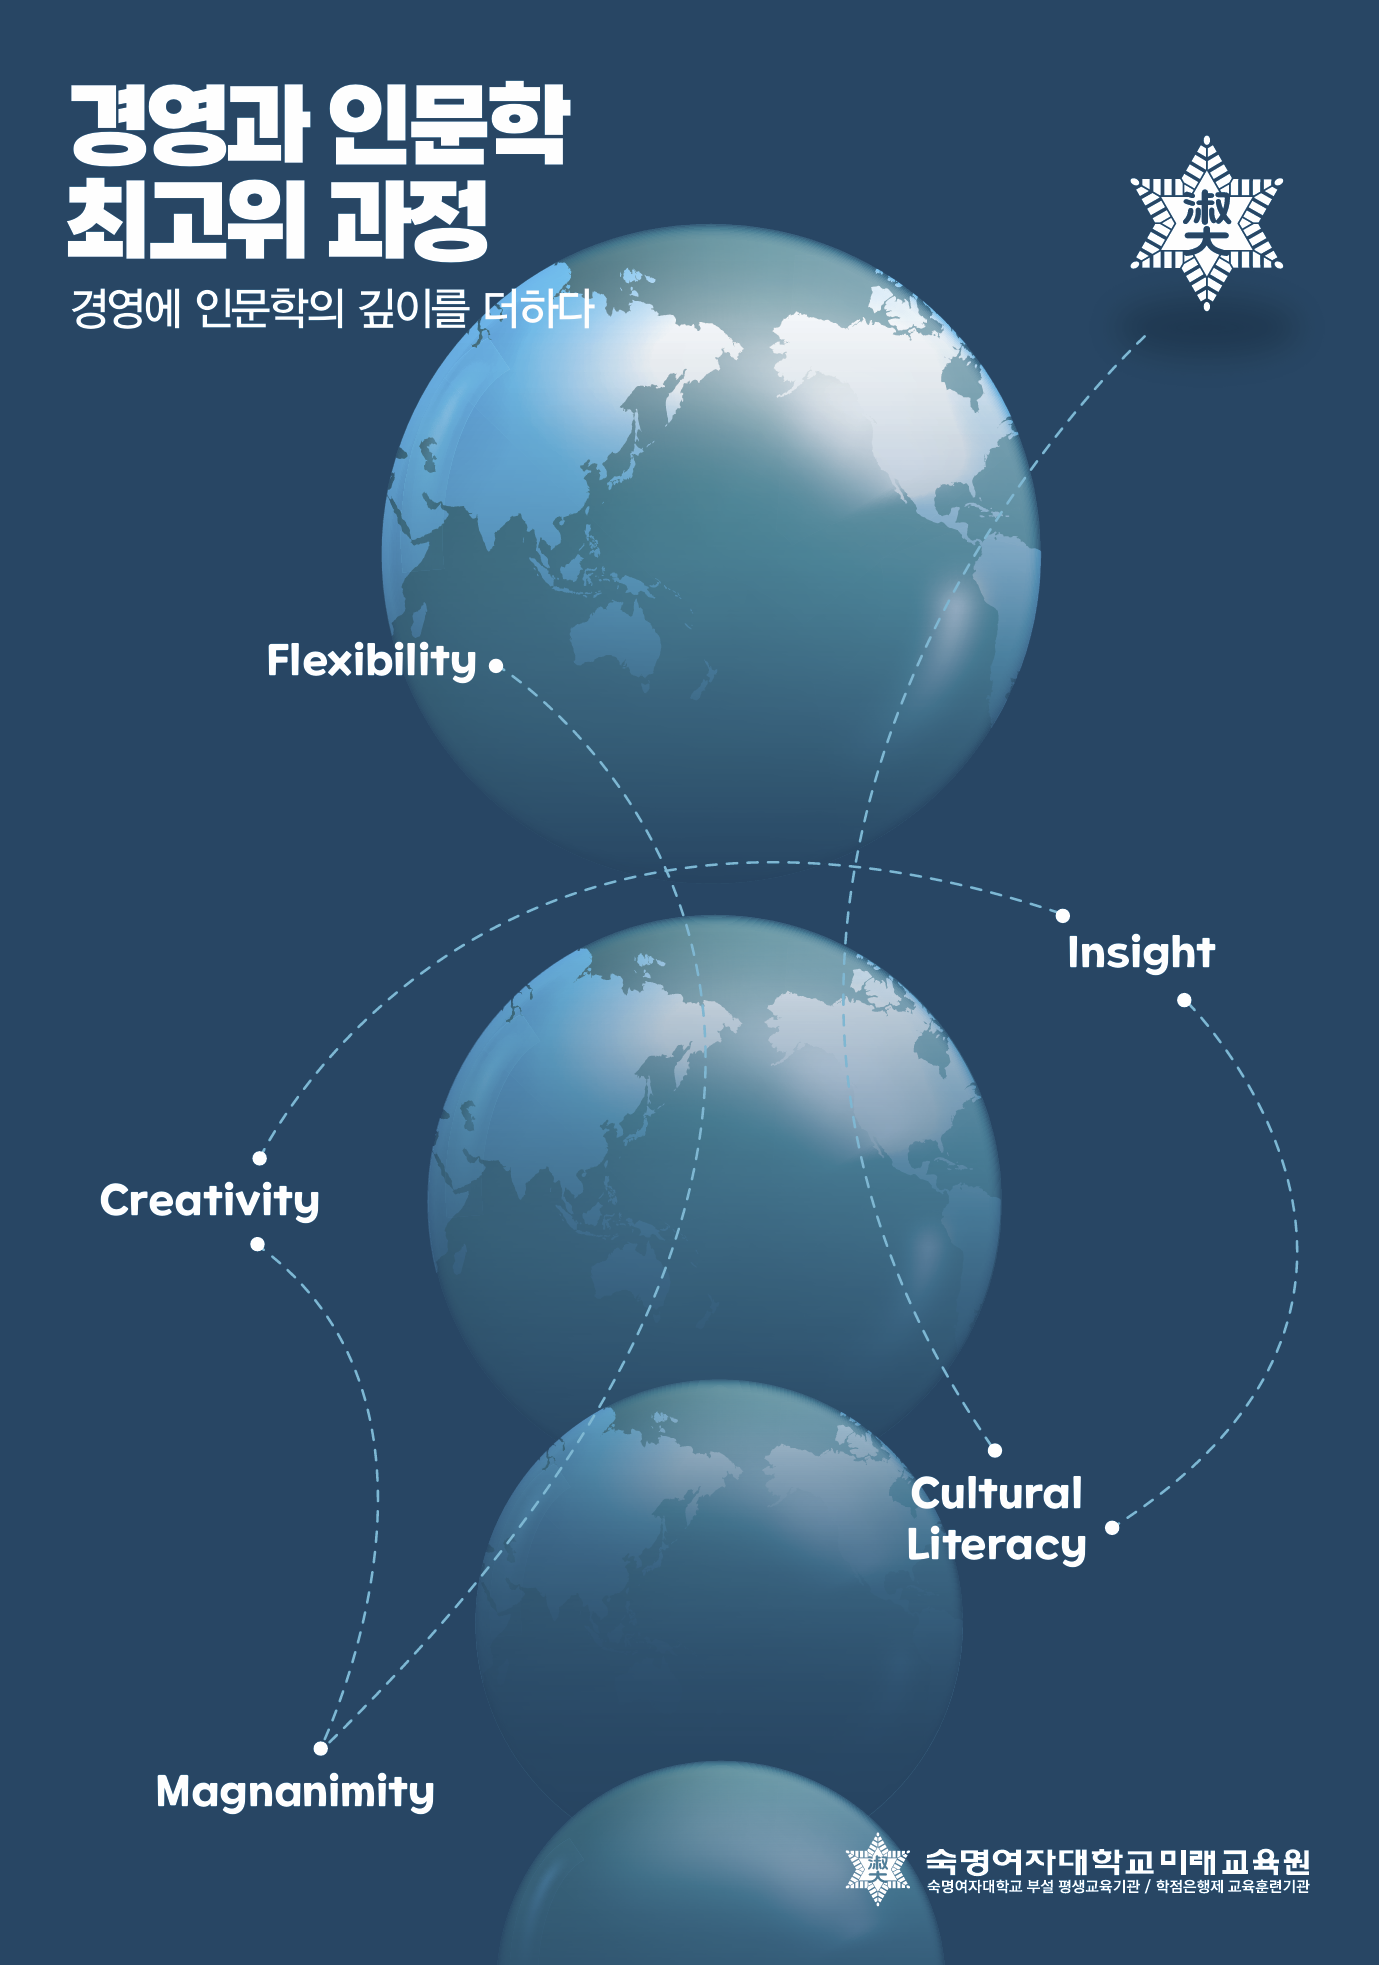 경영과 인문학
최고위 과정
경영에 인문학의 깊이를 더하다
淑
大
Flexibility
Insight
Creativity
Cultural
Literacy
Magnanimity
淑
大
숙명여자대학교미래교육원
숙명여자대학교 부설 평생교육기관 / 학점은행제 교육훈련기관